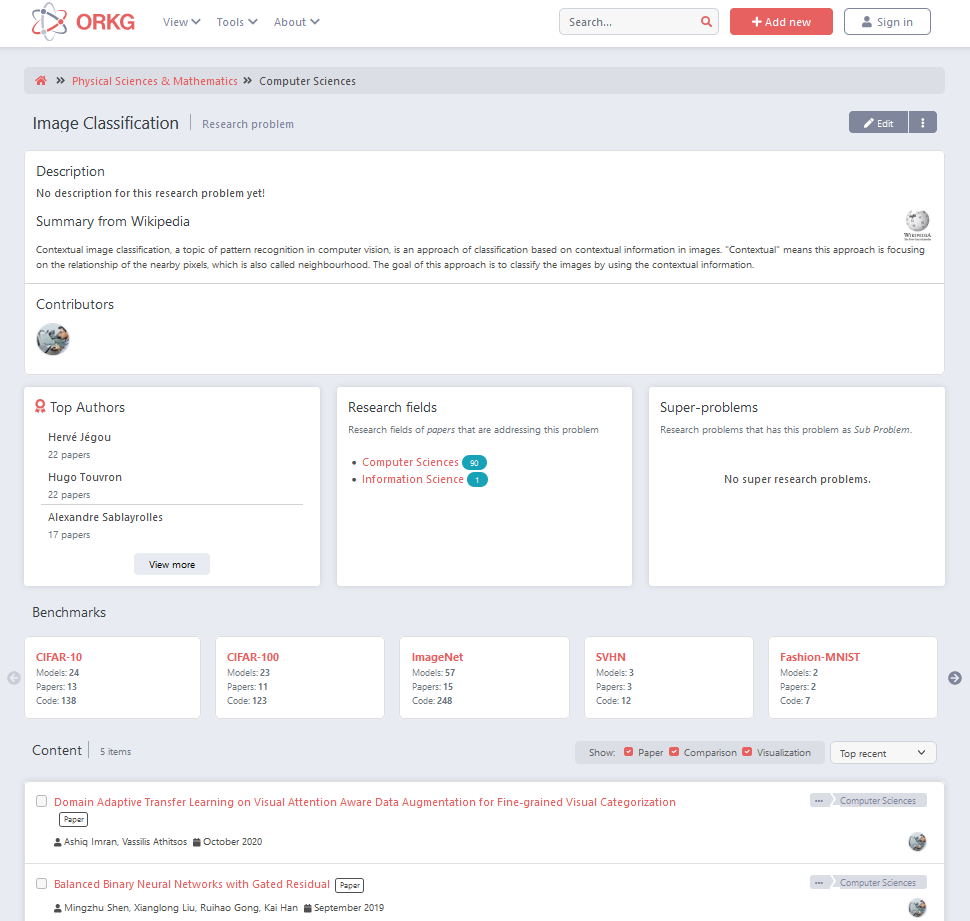 ORKG View Tools About Search... Add new Sign in
Physical Sciences & Mathematics » Computer Sciences
Image Classification Research problem Edit
Description
No description for this research problem yet!
Summary from Wikipedia
WIKIPEDIA
The Free Encyclopedia
Contextual image classification, a topic of pattern recognition in computer vision, is an approach of classification based on contextual information in images. "Contextual" means this approach is focusing
on the relationship of the nearby pixels, which is also called neighbourhood. The goal of this approach is to classify the images by using the contextual information.
Contributors
Top Authors
Hervé Jégou
22 papers
Hugo Touvron
22 papers
Alexandre Sablayrolles
17 papers
View more
Research fields
Research fields of papers that are addressing this problem
• Computer Sciences 90
• Information Science 1
Super-problems
Research problems that has this problem as Sub Problem.
No super research problems.
Benchmarks
CIFAR-10
Models: 24
Papers: 13
Code: 138
CIFAR-100
Models: 23
Papers: 11
Code: 123
ImageNet
Models: 57
Papers: 15
Code: 248
SVHN
Models: 3
Papers: 3
Code: 12
Fashion-MNIST
Models: 2
Papers: 2
Code: 7
Content 5 items Show: Paper Comparison Visualization Top recent
Domain Adaptive Transfer Learning on Visual Attention Aware Data Augmentation for Fine-grained Visual Categorization
Paper
... Computer Sciences
Ashiq Imran, Vassilis Athitsos October 2020
Balanced Binary Neural Networks with Gated Residual Paper
... Computer Sciences
Mingzhu Shen, Xianglong Liu, Ruihao Gong, Kai Han September 2019